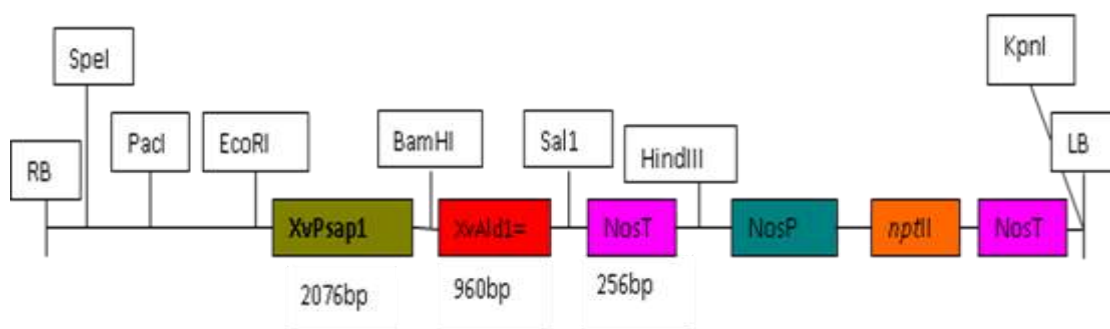 SpeI
KpnI
PacI
EcoRI
BamHI
Sal1
HindIII
RB
LB
XvPsap1
XvAld1=
NosT
NosP
nptII
NosT
2076bp
960bp
256bp